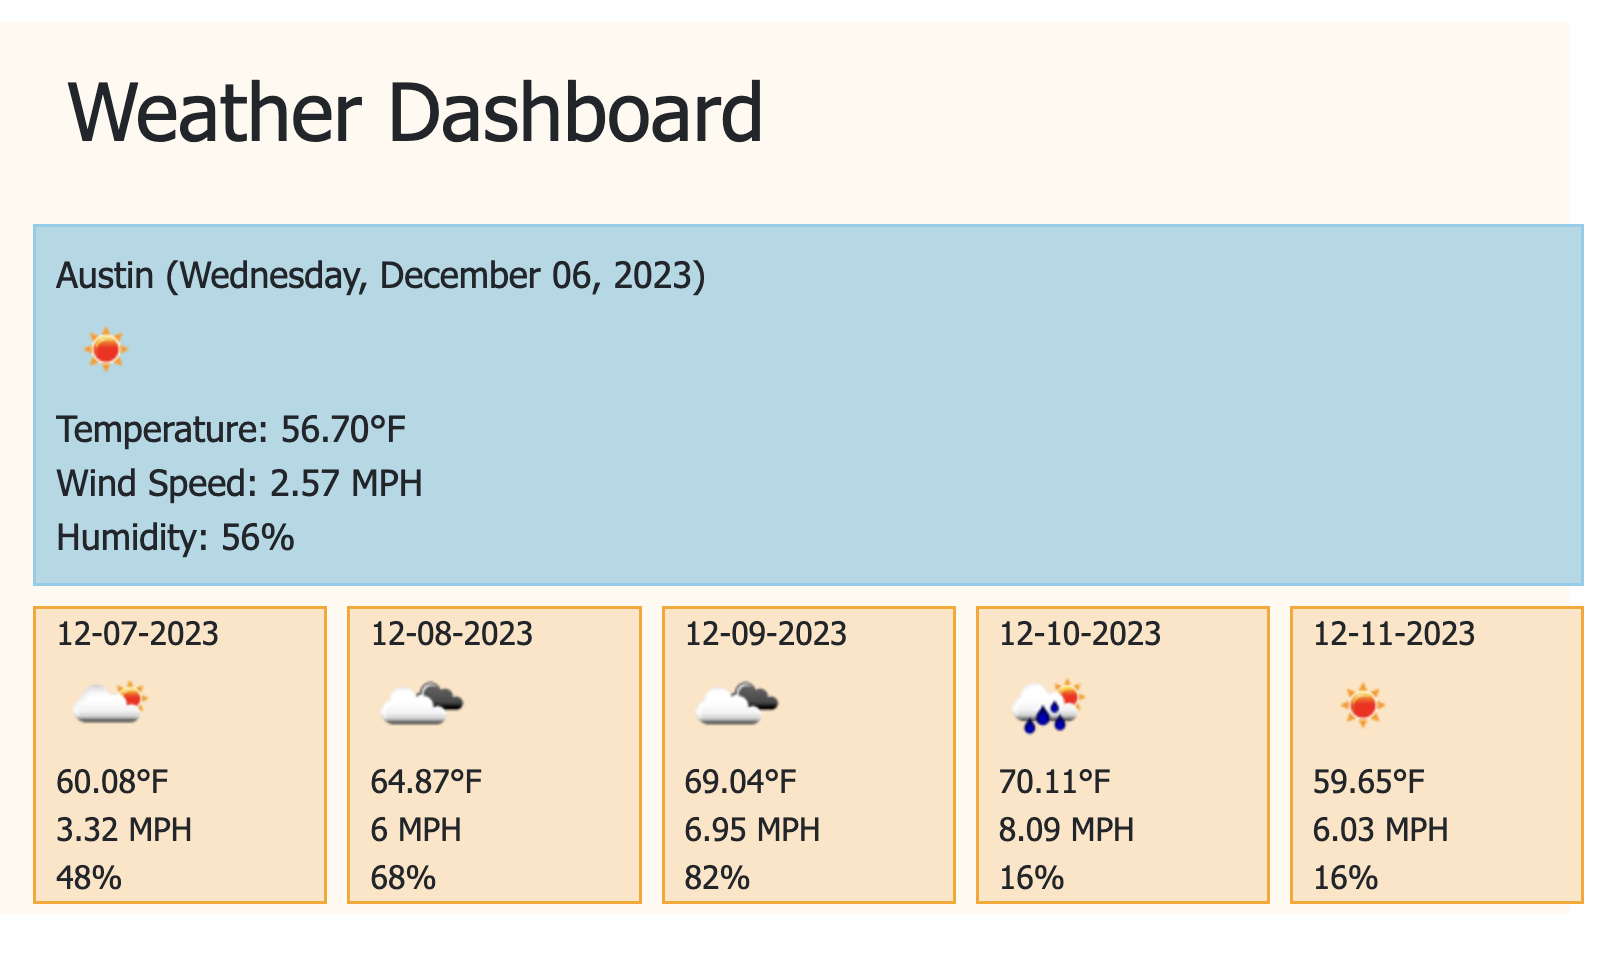 Weather Dashboard
Austin (Wednesday, December 06, 2023)
Temperature: 56.70°F
Wind Speed: 2.57 MPH
Humidity: 56%
12-07-2023
60.08°F
3.32 MPH
48%
12-08-2023
64.87°F
6 MPH
68%
12-09-2023
69.04°F
6.95 MPH
82%
12-10-2023
70.11°F
8.09 MPH
16%
12-11-2023
59.65°F
6.03 MPH
16%